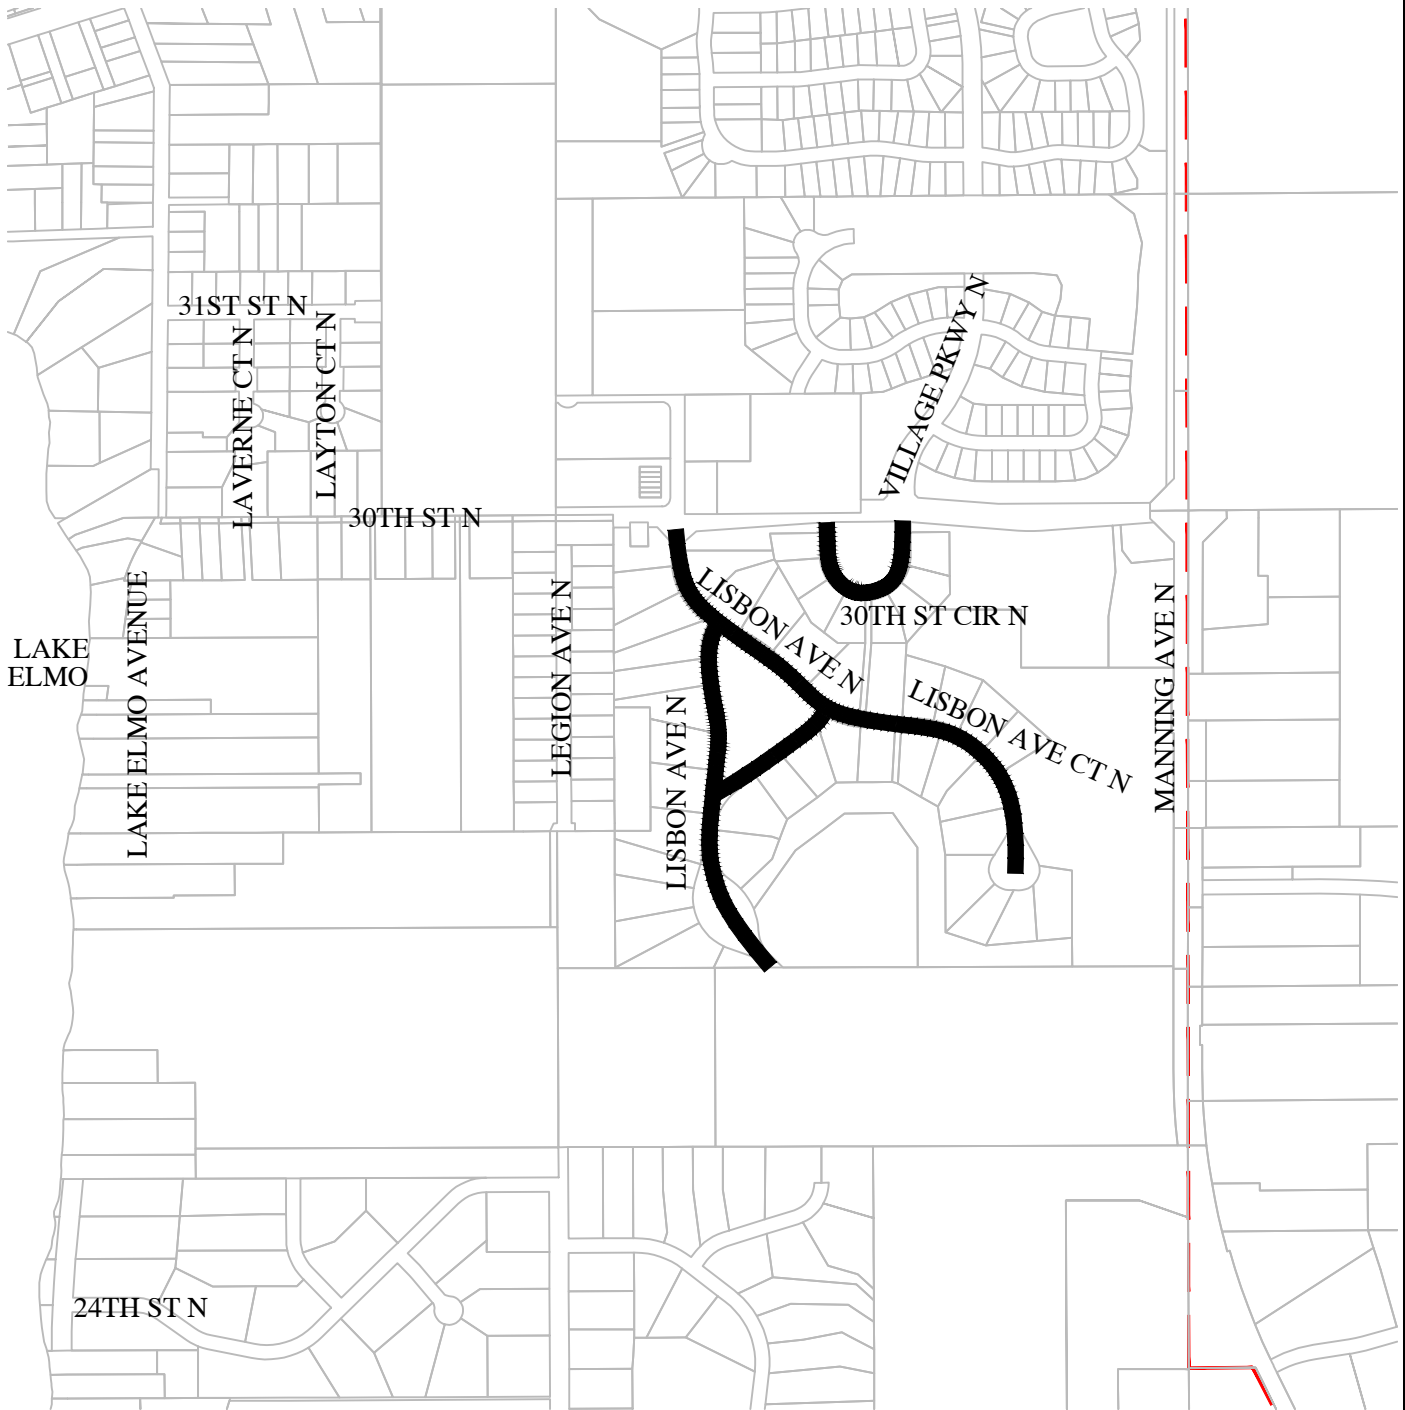 31ST ST N
LAVERNE CT N
LAYTON CT N
VILLAGE PKWY N
30TH ST N
LAKE
ELMO
LAKE ELMO AVENUE
LEGION AVE N
LISBON AVE N
LISBON AVE N
30TH ST CIR N
LISBON AVE CT N
MANNING AVE N
24TH ST N